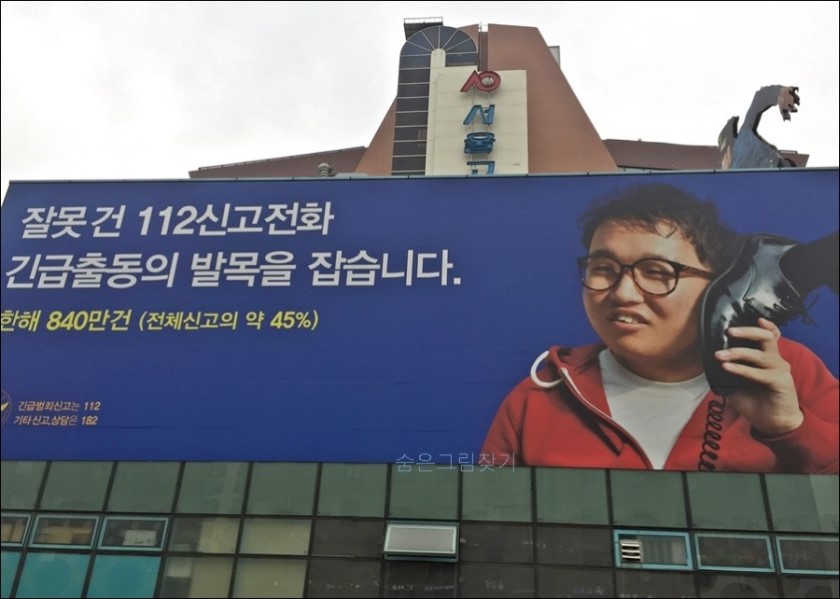 서울고
잘못 건 112신고전화
긴급출동의 발목을 잡습니다.
한해 840만건 (전체신고의 약 45%)
긴급범죄신고는 112
기타 신고.상담은 182
숨은그림찾기